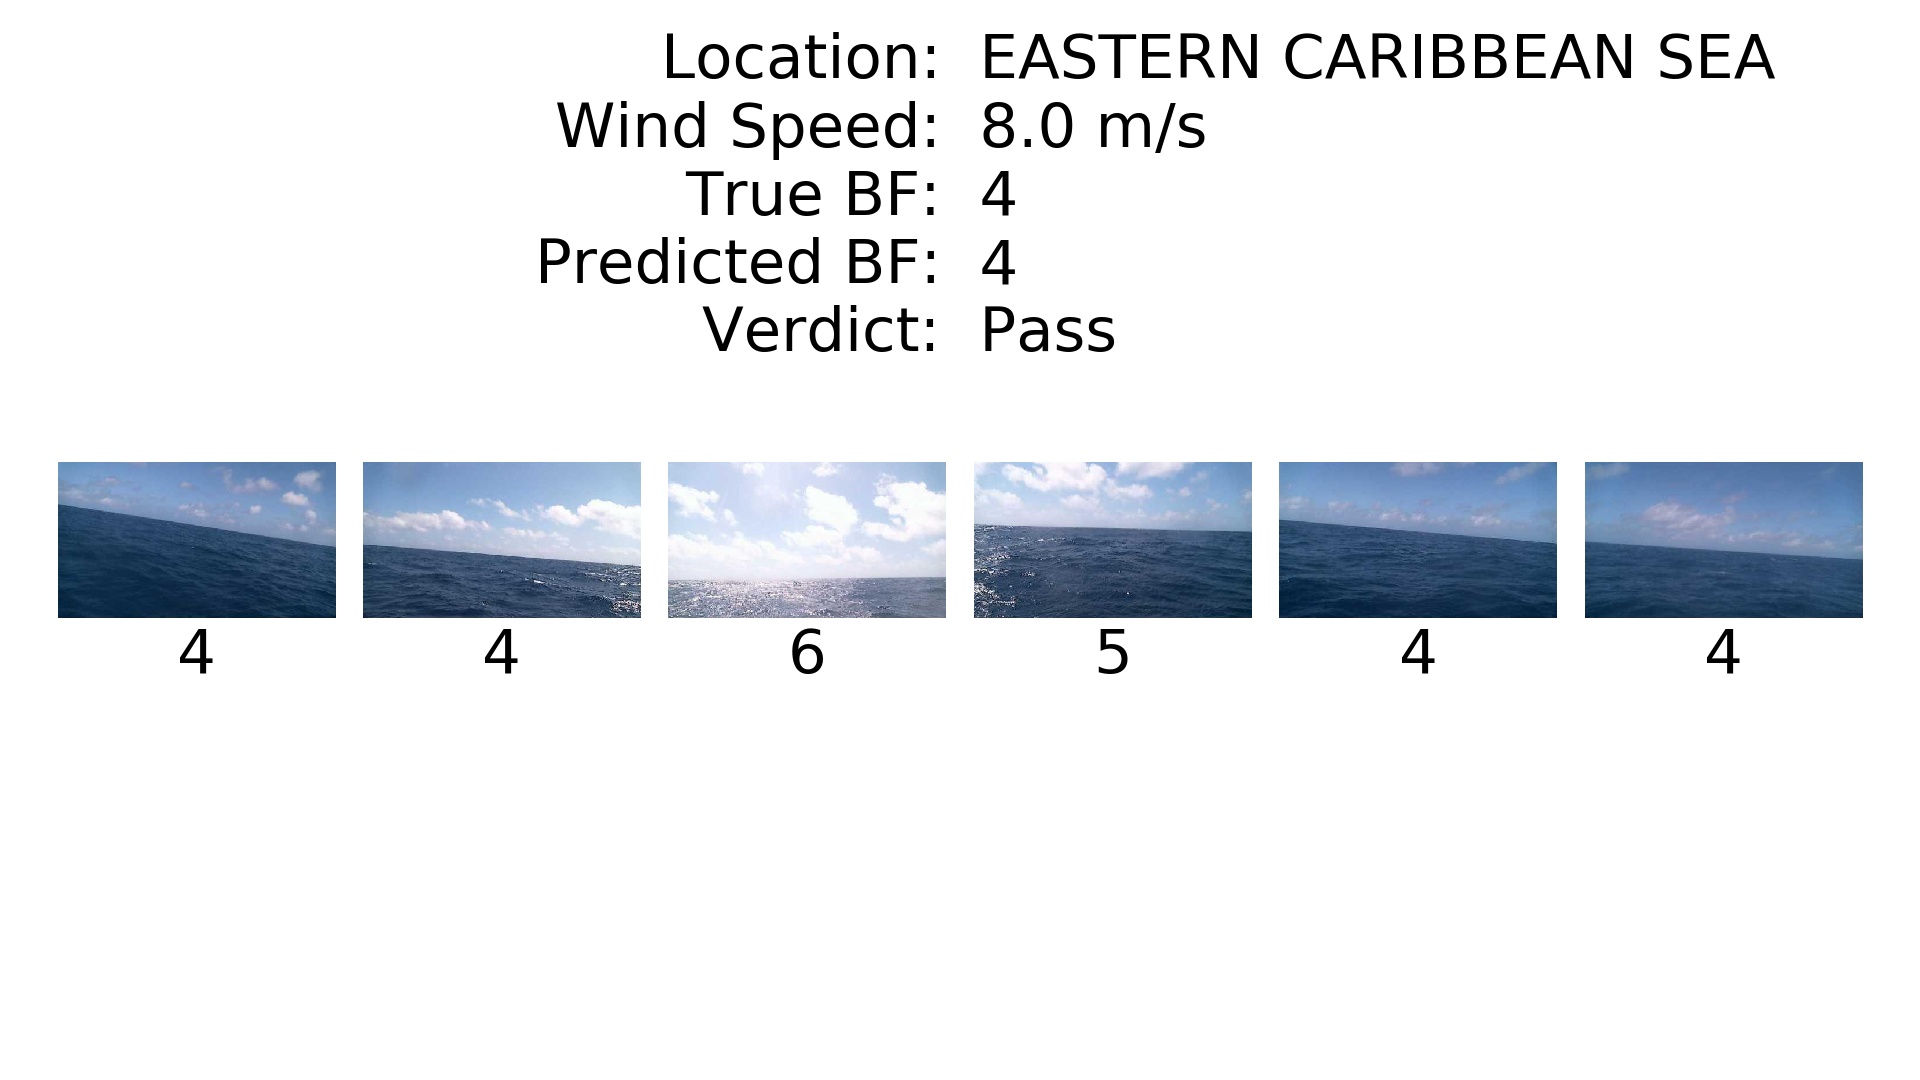 Location: EASTERN CARIBBEAN SEA
Wind Speed: 8.0 m/s
True BF: 4
Predicted BF: 4
Verdict: Pass
4 4 6 5 4 4